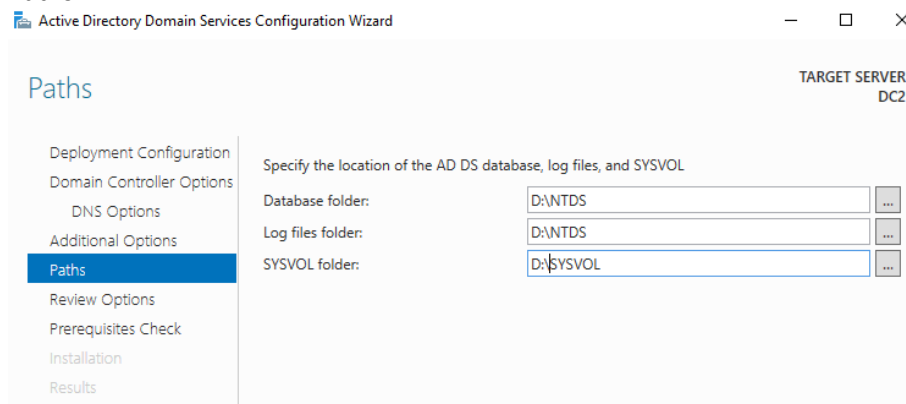 Active Directory Domain Services Configuration Wizard
Paths
TARGET SERVER
DC2
Deployment Configuration
Domain Controller Options
DNS Options
Additional Options
Paths
Review Options
Prerequisites Check
Installation
Results
Specify the location of the AD DS database, log files, and SYSVOL
Database folder: D:\NTDS ...
Log files folder: D:\NTDS ...
SYSVOL folder: D:\SYSVOL ...